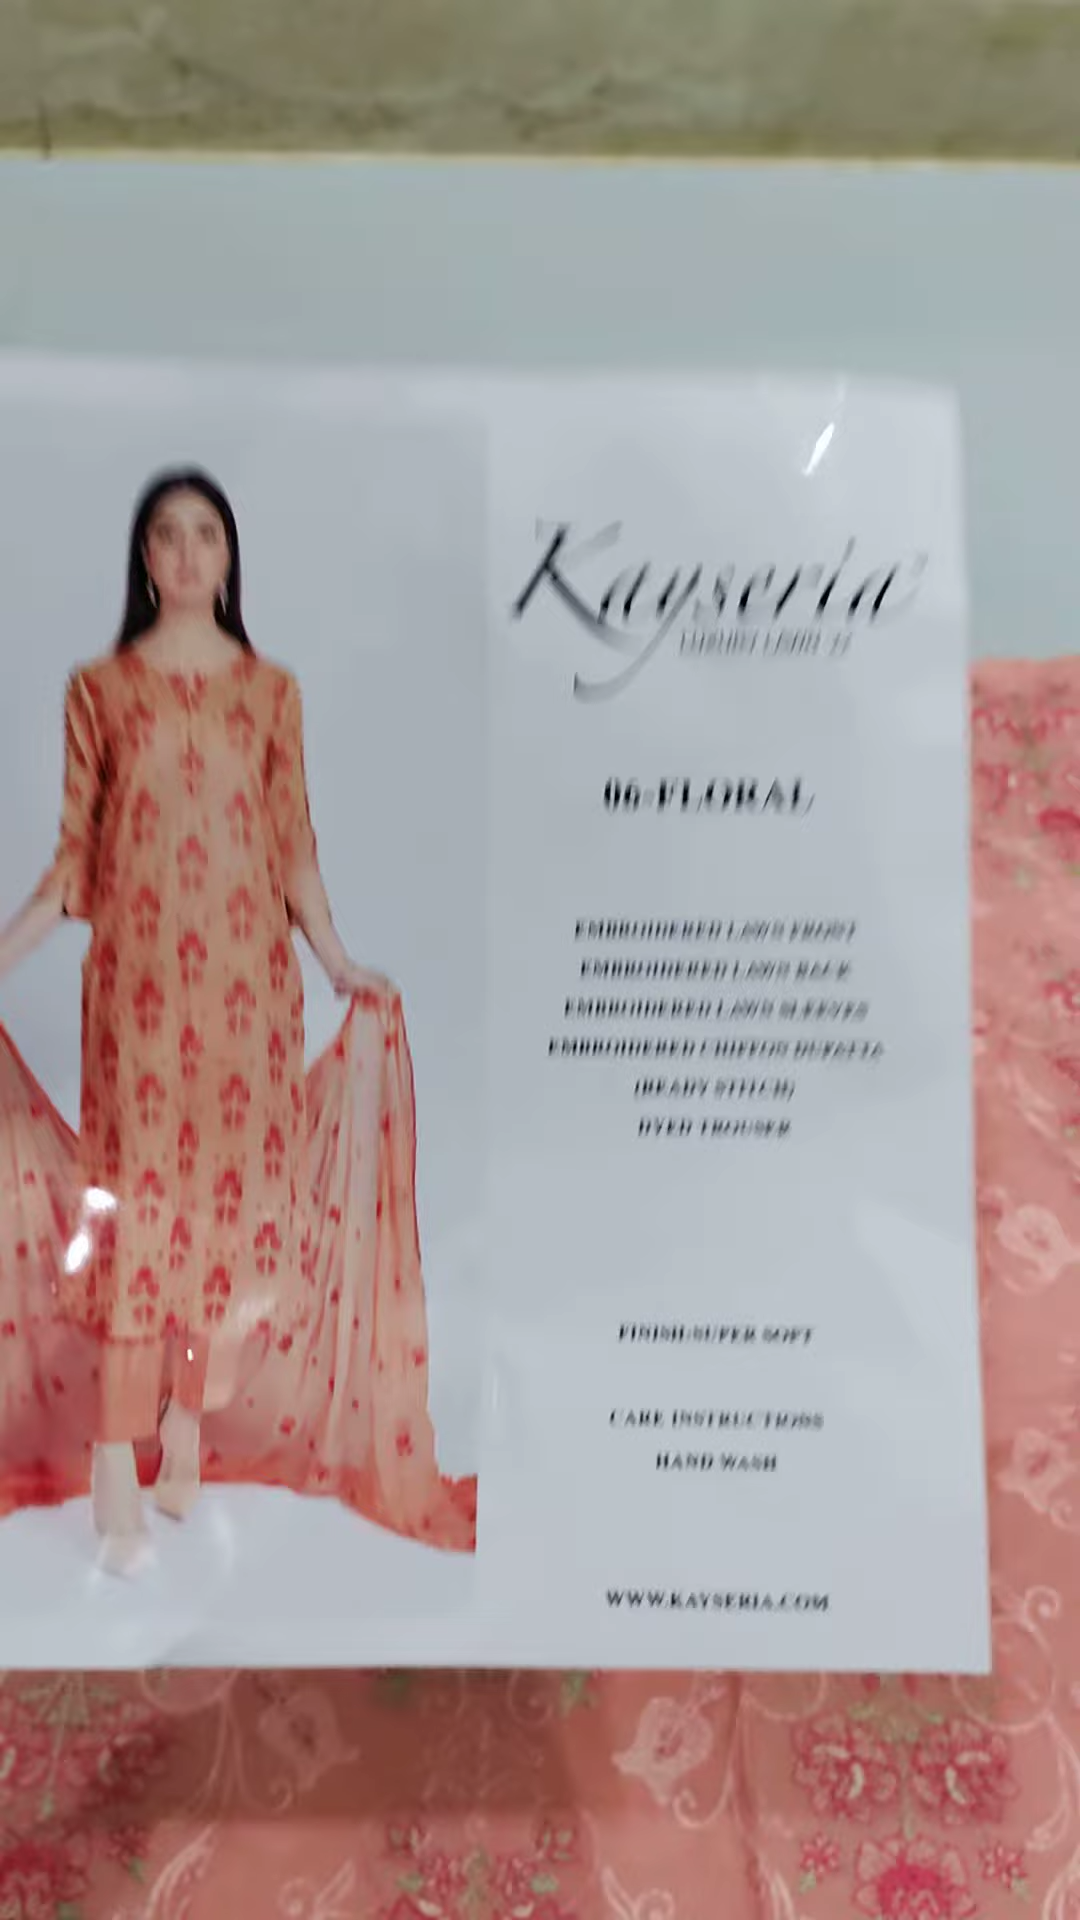 Kayseria
06-FLORAL
EMBROIDERED LAWN FRONT
EMBROIDERED LAWN BACK
EMBROIDERED LAWN SLEEVES
EMBROIDERED CHIFFON DUPATTA
(READY STITCH)
DYED TROUSER
FINISH:SUPER SOFT
CARE INSTRUCTIONS
HAND WASH
WWW.KAYSERIA.COM